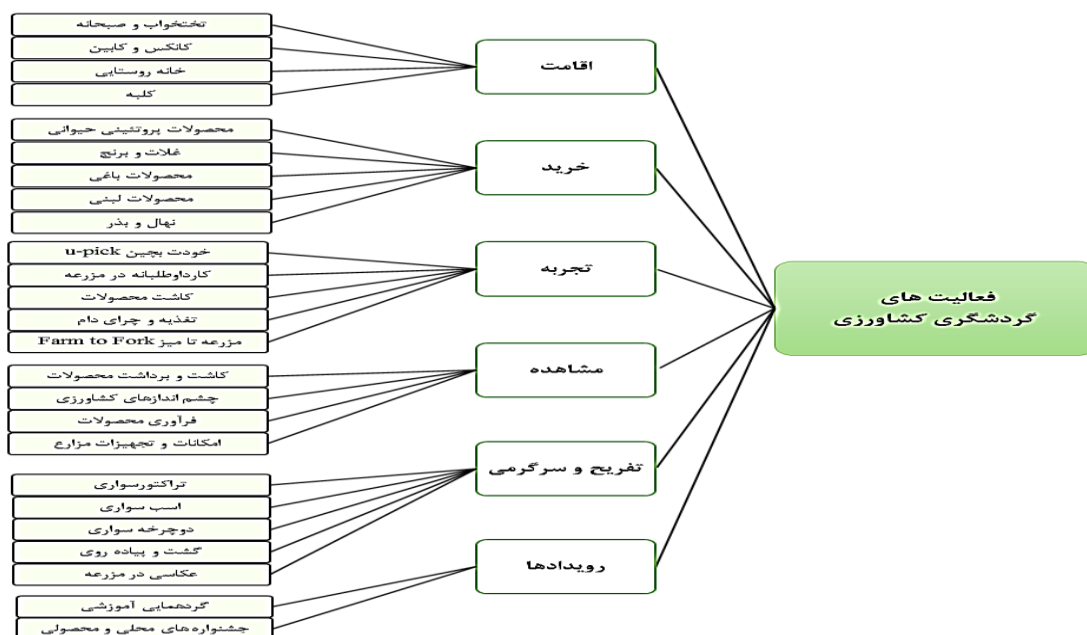 فعالیت های
گردشگری کشاورزی
اقامت
تختخواب و صبحانه
کانکس و کابین
خانه روستایی
کلبه
خرید
محصولات پروتئینی حیوانی
غلات و برنج
محصولات باغی
محصولات لبنی
نهال و بذر
تجربه
خودت بچین u-pick
کارداوطلبانه در مزرعه
کاشت محصولات
تغذیه و چرای دام
مزرعه تا میز Farm to Fork
مشاهده
کاشت و برداشت محصولات
چشم اندازهای کشاورزی
فرآوری محصولات
امکانات و تجهیزات مزارع
تفریح و سرگرمی
تراکتورسواری
اسب سواری
دوچرخه سواری
گشت و پیاده روی
عکاسی در مزرعه
رویدادها
گردهمایی آموزشی
جشنواره‌های محلی و محصولی